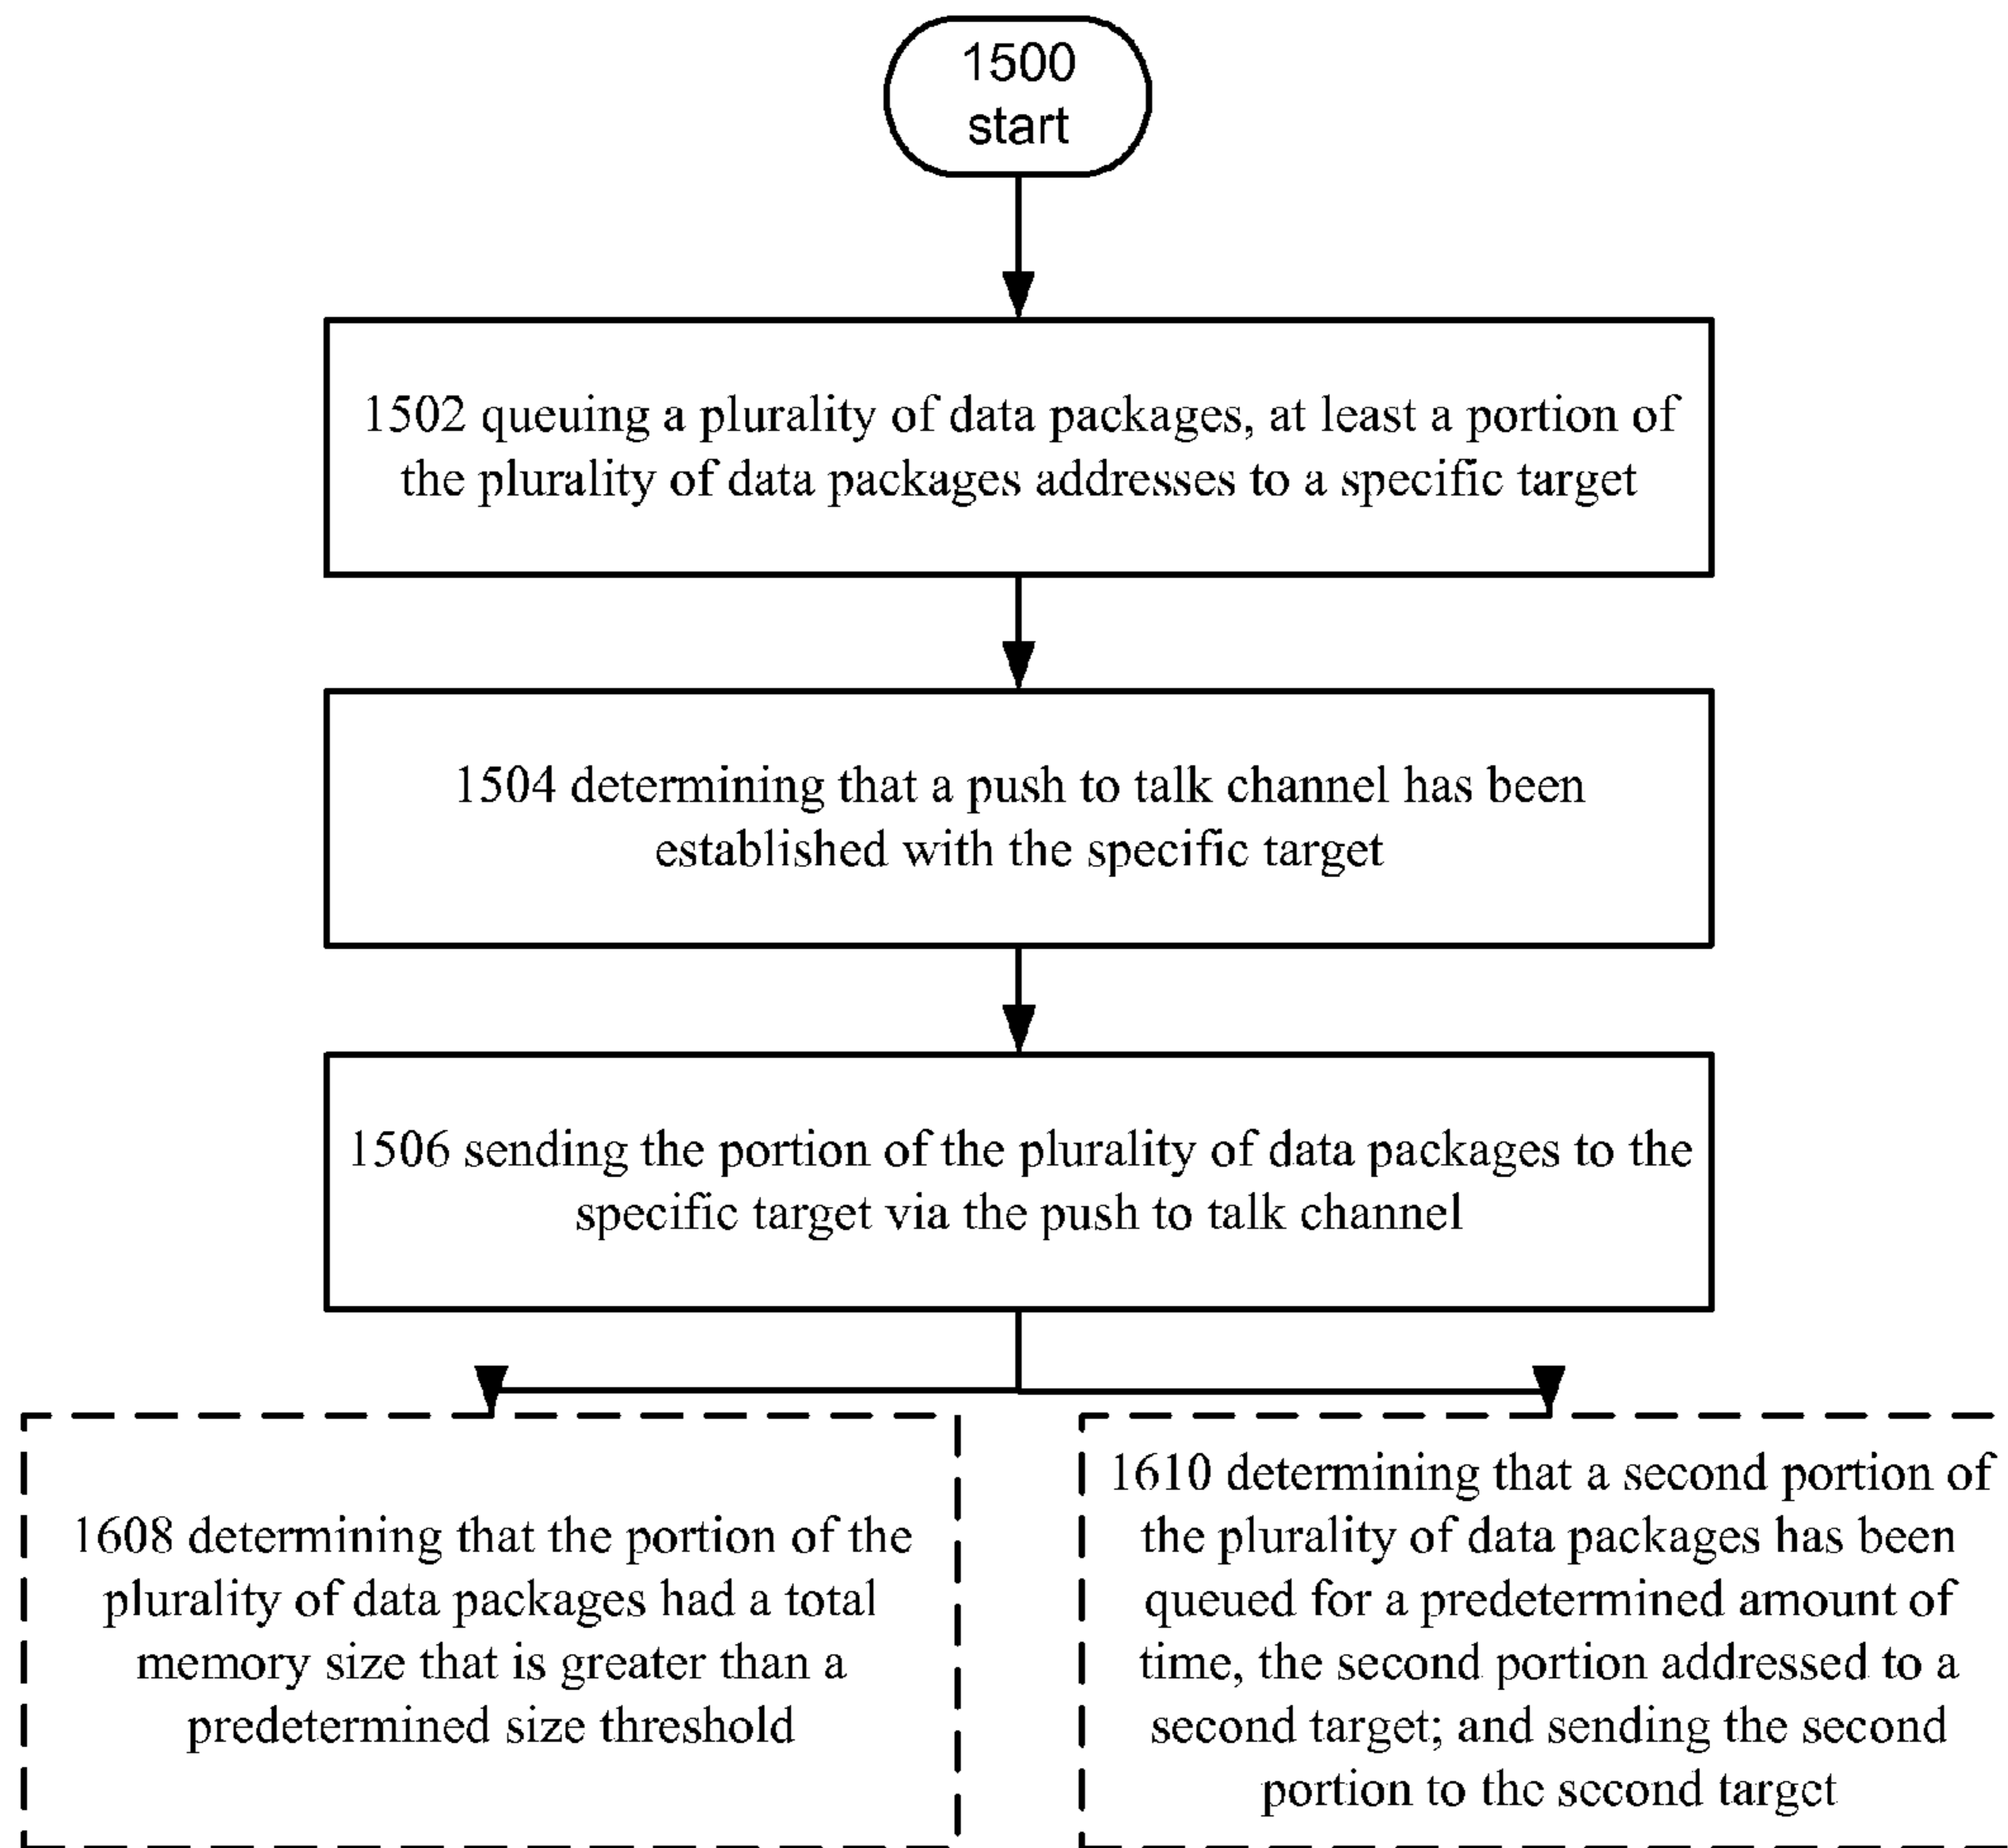 1500
start
1502 queuing a plurality of data packages, at least a portion of
the plurality of data packages addresses to a specific target
1504 determining that a push to talk channel has been
established with the specific target
1506 sending the portion of the plurality of data packages to the
specific target via the push to talk channel
1608 determining that the portion of the
plurality of data packages had a total
memory size that is greater than a
predetermined size threshold
1610 determining that a second portion of
the plurality of data packages has been
queued for a predetermined amount of
time, the second portion addressed to a
second target; and sending the second
portion to the second target